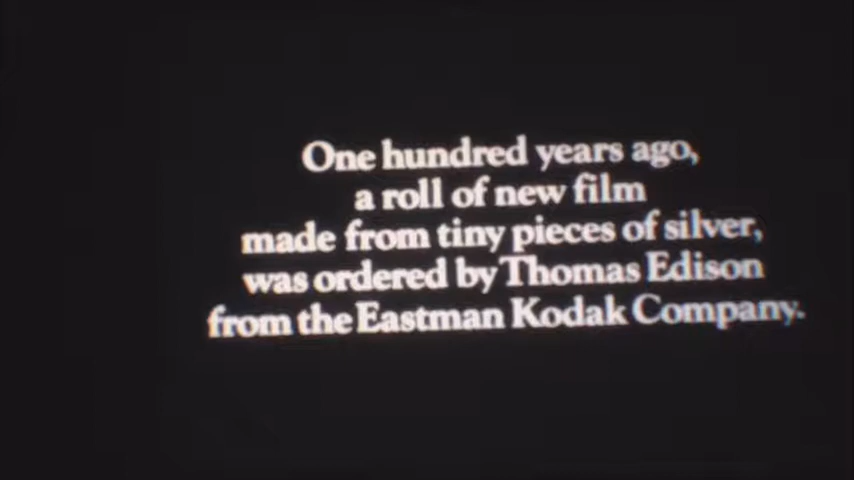 One hundred years ago,
a roll of new film
made from tiny pieces of silver,
was ordered by Thomas Edison
from the Eastman Kodak Company.